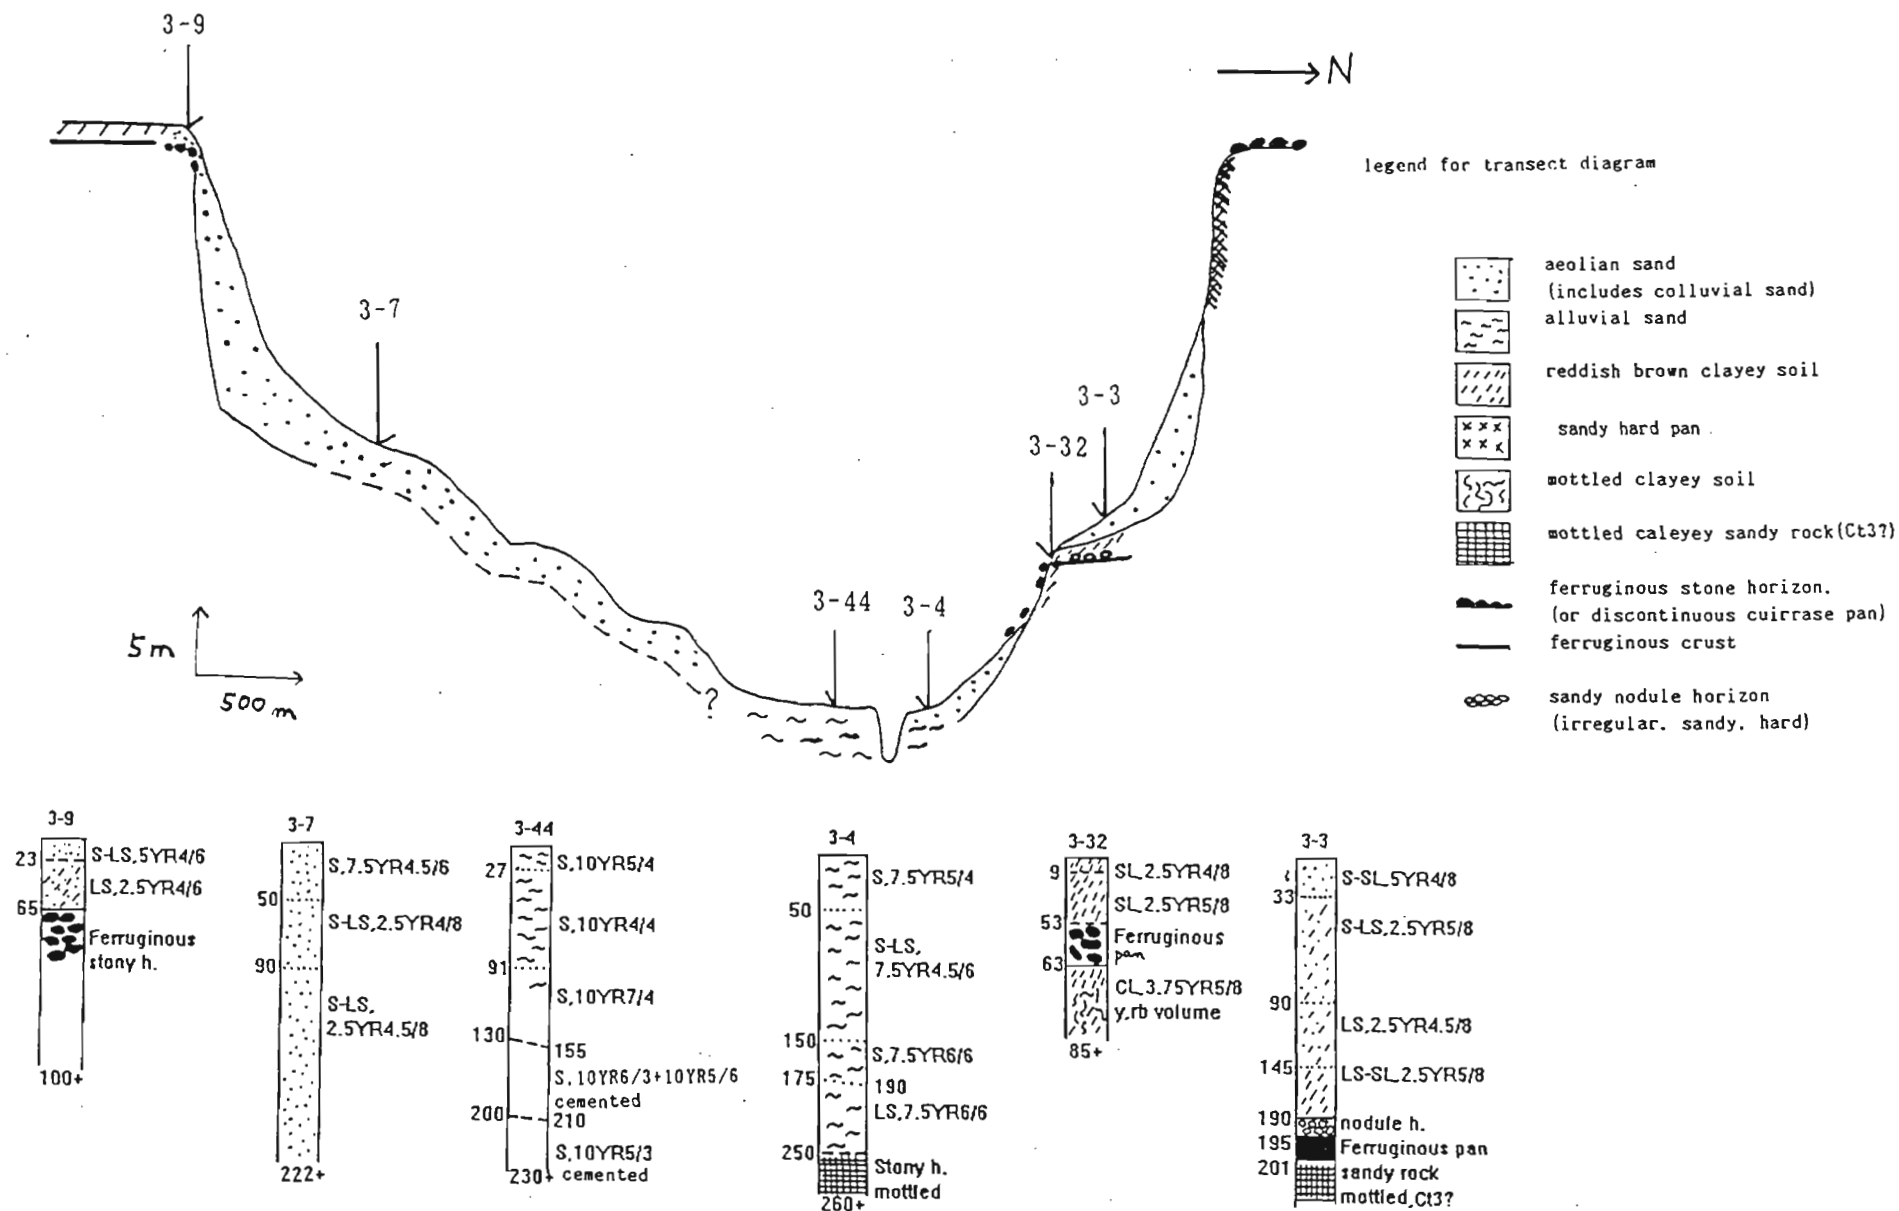 3-9
N
legend for transect diagram
aeolian sand
(includes colluvial sand)
alluvial sand
reddish brown clayey soil
sandy hard pan
mottled clayey soil
mottled caleyey sandy rock(Ct3?)
ferruginous stone horizon.
(or discontinuous cuirrase pan)
ferruginous crust
sandy nodule horizon
(irregular. sandy. hard)
3-7
3-3
3-32
3-44
3-4
5m
500 m
?
3-9
23
65
100+
S-LS,5YR4/6
LS,2.5YR4/6
Ferruginous
stony h.
3-7
50
90
222+
S,7.5YR4.5/6
S-LS,2.5YR4/8
S-LS,
2.5YR4.5/8
3-44
27
91
130
155
200
210
230+
S,10YR5/4
S,10YR4/4
S,10YR7/4
S,10YR6/3+10YR5/6
cemented
S,10YR5/3
cemented
3-4
50
150
175
190
250
260+
S,7.5YR5/4
S-LS,
7.5YR4.5/6
S,7.5YR6/6
LS,7.5YR6/6
Stony h.
mottled
3-32
9
53
63
85+
SL,2.5YR4/8
SL,2.5YR5/8
Ferruginous
pan
CL,3.75YR5/8
y,rb volume
3-3
33
90
145
190
195
201
S-SL,5YR4/8
S-LS,2.5YR5/8
LS,2.5YR4.5/8
LS-SL,2.5YR5/8
nodule h.
Ferruginous pan
sandy rock
mottled,Ct3?